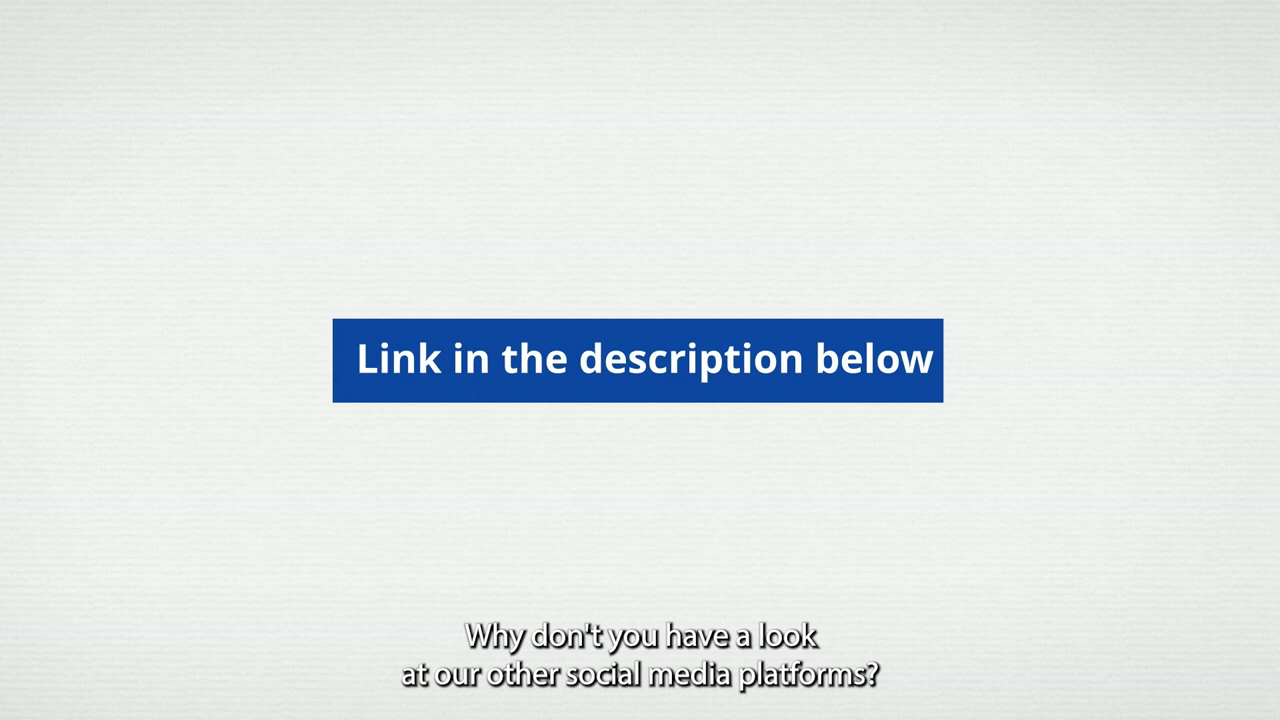 Link in the description below
Why don't you have a look
at our other social media platforms?